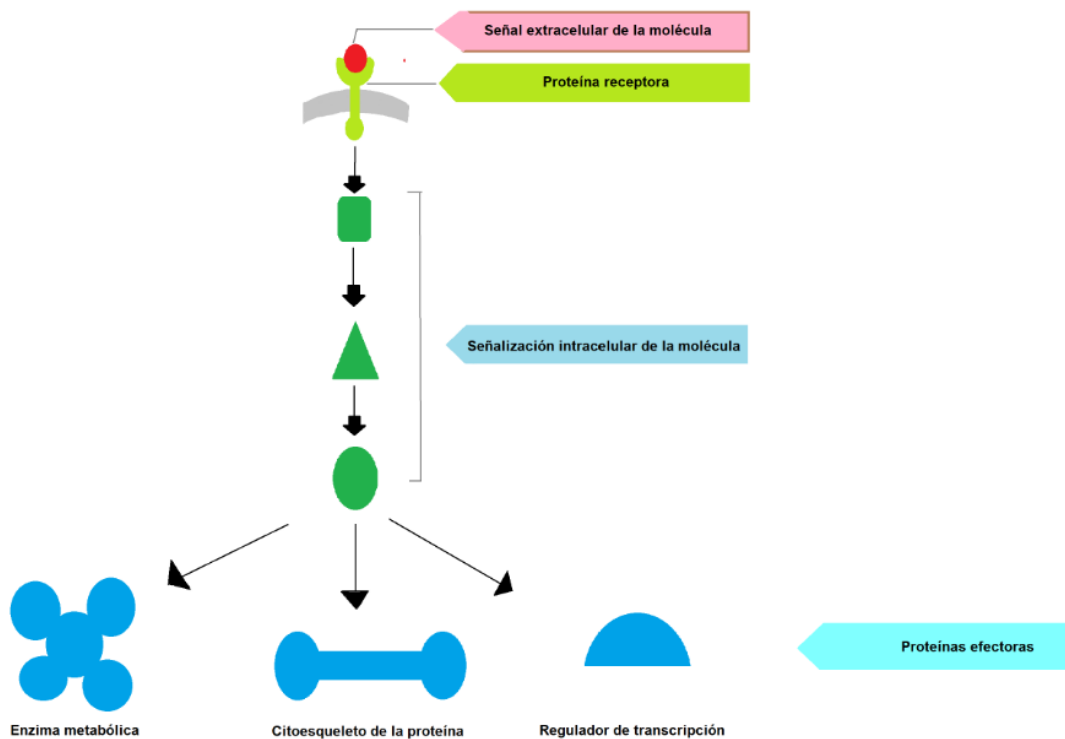 Señal extracelular de la molécula
Proteína receptora
Señalización intracelular de la molécula
Proteínas efectoras
Enzima metabólica
Citoesqueleto de la proteína
Regulador de transcripción